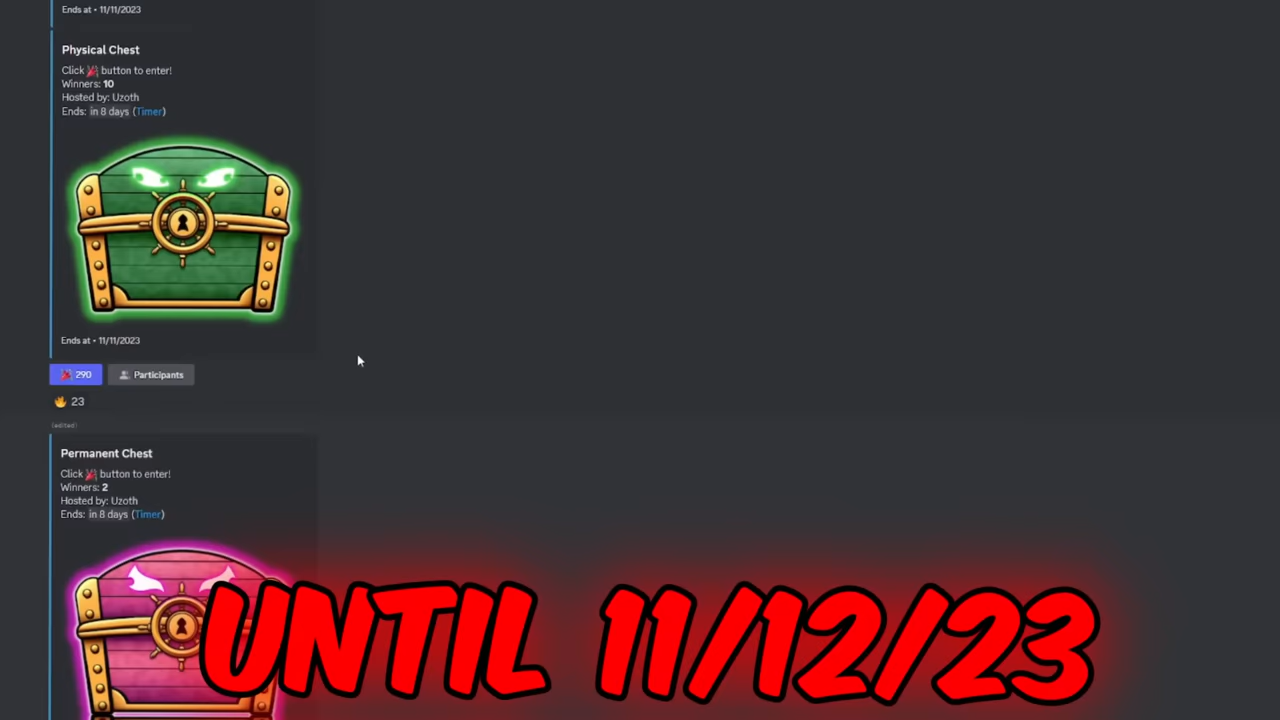 Ends at • 11/11/2023
Physical Chest
Click button to enter!
Winners: 10
Hosted by: Uzoth
Ends: in 8 days (Timer)
Ends at • 11/11/2023
290 Participants
23
(edited)
Permanent Chest
Click button to enter!
Winners: 2
Hosted by: Uzoth
Ends: in 8 days (Timer)
UNTIL 11/12/23